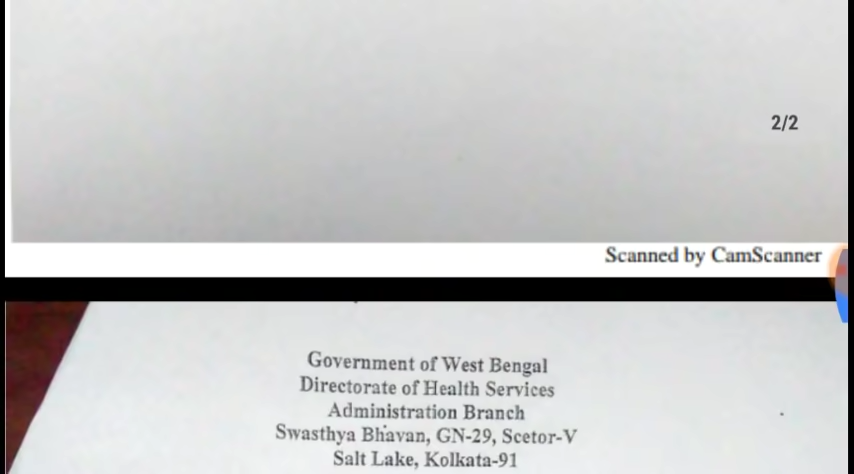 2/2
Scanned by CamScanner
Government of West Bengal
Directorate of Health Services
Administration Branch
Swasthya Bhavan, GN-29, Scetor-V
Salt Lake, Kolkata-91